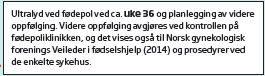 Ultralyd ved fødepol ved ca. uke 36 og planlegging av videre
oppfølging. Videre oppfølging avgjøres ved kontrollen på
fødepoliklinikken, og det vises også til Norsk gynekologisk
forenings Veileder i fødselshjelp (2014) og prosedyrer ved
de enkelte sykehus.